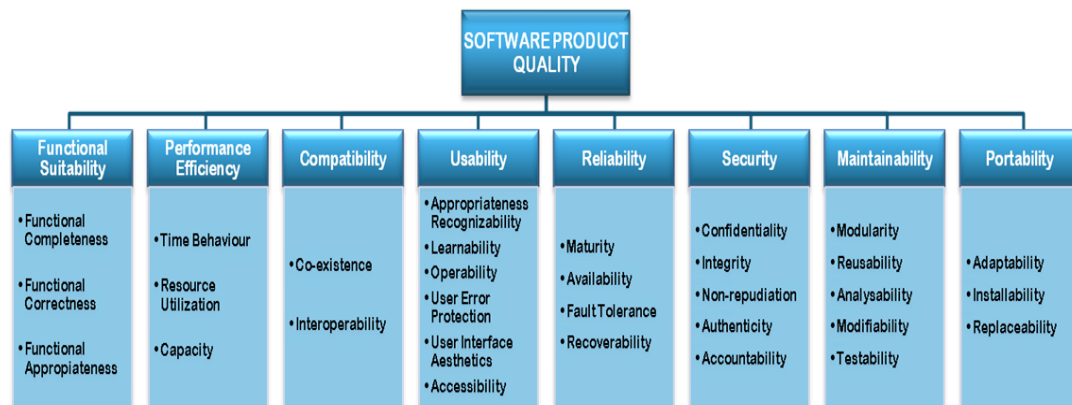 SOFTWARE PRODUCT
QUALITY
Functional
Suitability
Performance
Efficiency
Compatibility
Usability
Reliability
Security
Maintainability
Portability
• Functional
Completeness
• Functional
Correctness
• Functional
Appropiateness
• Time Behaviour
• Resource
Utilization
• Capacity
• Co-existence
• Interoperability
• Appropriateness
Recognizability
• Learnability
• Operability
• User Error
Protection
• User Interface
Aesthetics
• Accessibility
• Maturity
• Availability
• Fault Tolerance
• Recoverability
• Confidentiality
• Integrity
• Non-repudiation
• Authenticity
• Accountability
• Modularity
• Reusability
• Analysability
• Modifiability
• Testability
• Adaptability
• Installability
• Replaceability